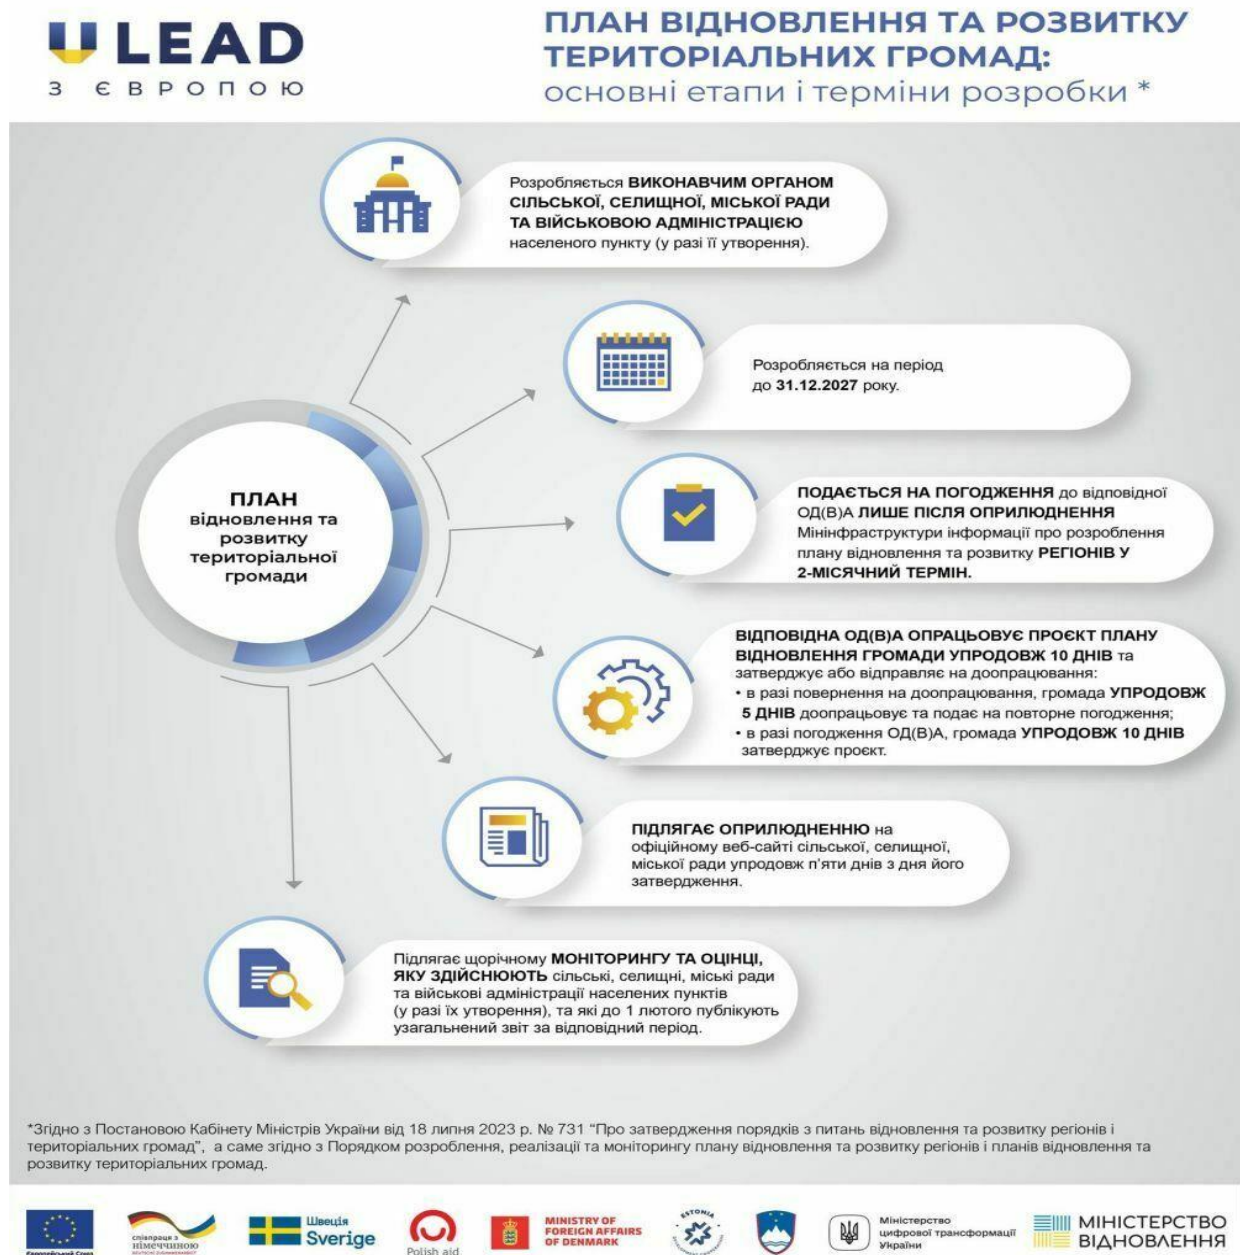 U LEAD
З ЄВРОПОЮ
ПЛАН ВІДНОВЛЕННЯ ТА РОЗВИТКУ
ТЕРИТОРІАЛЬНИХ ГРОМАД:
основні етапи і терміни розробки *
Розробляється ВИКОНАВЧИМ ОРГАНОМ
СІЛЬСЬКОЇ, СЕЛИЩНОЇ, МІСЬКОЇ РАДИ
ТА ВІЙСЬКОВОЮ АДМІНІСТРАЦІЄЮ
населеного пункту (у разі її утворення).
Розробляється на період
до 31.12.2027 року.
ПЛАН
відновлення та
розвитку
територіальної
громади
ПОДАЄТЬСЯ НА ПОГОДЖЕННЯ до відповідної
ОД(В)А ЛИШЕ ПІСЛЯ ОПРИЛЮДНЕННЯ
Мінінфраструктури інформації про розроблення
плану відновлення та розвитку РЕГІОНІВ У
2-МІСЯЧНИЙ ТЕРМІН.
ВІДПОВІДНА ОД(В)А ОПРАЦЬОВУЄ ПРОЄКТ ПЛАНУ
ВІДНОВЛЕННЯ ГРОМАДИ УПРОДОВЖ 10 ДНІВ та
затверджує або відправляє на доопрацювання:
• в разі повернення на доопрацювання, громада УПРОДОВЖ
5 ДНІВ доопрацьовує та подає на повторне погодження;
• в разі погодження ОД(В)А, громада УПРОДОВЖ 10 ДНІВ
затверджує проєкт.
ПІДЛЯГАЄ ОПРИЛЮДНЕННЮ на
офіційному веб-сайті сільської, селищної,
міської ради упродовж п'яти днів з дня його
затвердження.
Підлягає щорічному МОНІТОРИНГУ ТА ОЦІНЦІ,
ЯКУ ЗДІЙСНЮЮТЬ сільські, селищні, міські ради
та військові адміністрації населених пунктів
(у разі їх утворення), та які до 1 лютого публікують
узагальнений звіт за відповідний період.
*Згідно з Постановою Кабінету Міністрів України від 18 липня 2023 р. № 731 “Про затвердження порядків з питань відновлення та розвитку регіонів і
територіальних громад”, а саме згідно з Порядком розроблення, реалізації та моніторингу плану відновлення та розвитку регіонів і планів відновлення та
розвитку територіальних громад.
Європейський Союз
співпраця з
німеччиною
DEUTSCHE ZUSAMMENARBEIT
Швеція
Sverige
Polish aid
MINISTRY OF
FOREIGN AFFAIRS
OF DENMARK
ESTONIA
Міністерство
цифрової трансформації
України
МІНІСТЕРСТВО
ВІДНОВЛЕННЯ